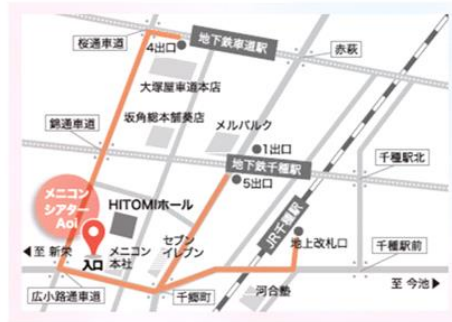 桜通車道
4出口
地下鉄車道駅
赤萩
大塚屋車道本店
坂角総本舗葵店
メルパルク
錦通車道
1出口
地下鉄千種駅
5出口
千種駅北
メニコン
シアター
Aoi
HITOMIホール
JR千種駅
地上改札口
セブン
イレブン
千種駅前
至 新栄
入口
メニコン
本社
至 今池
広小路通車道
千郷町
河合塾